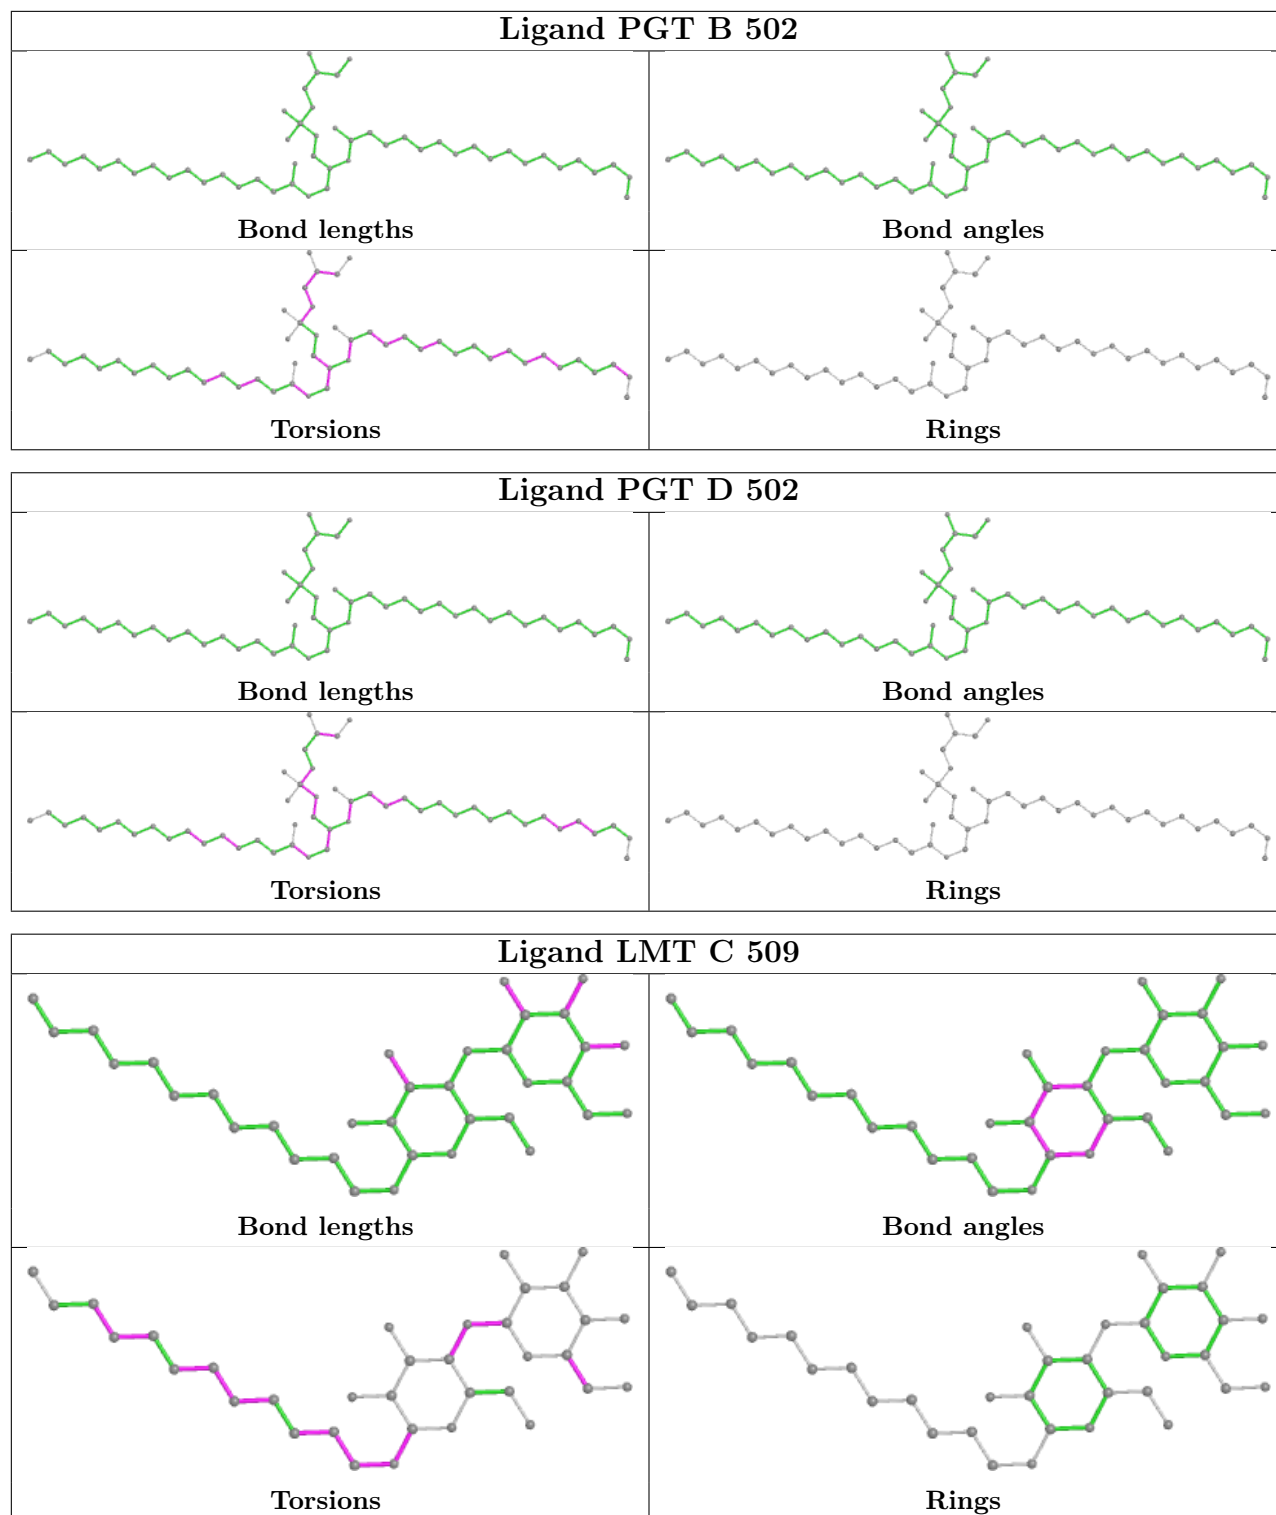 Ligand PGT B 502
Bond lengths
Bond angles
Torsions
Rings
Ligand PGT D 502
Bond lengths
Bond angles
Torsions
Rings
Ligand LMT C 509
Bond lengths
Bond angles
Torsions
Rings